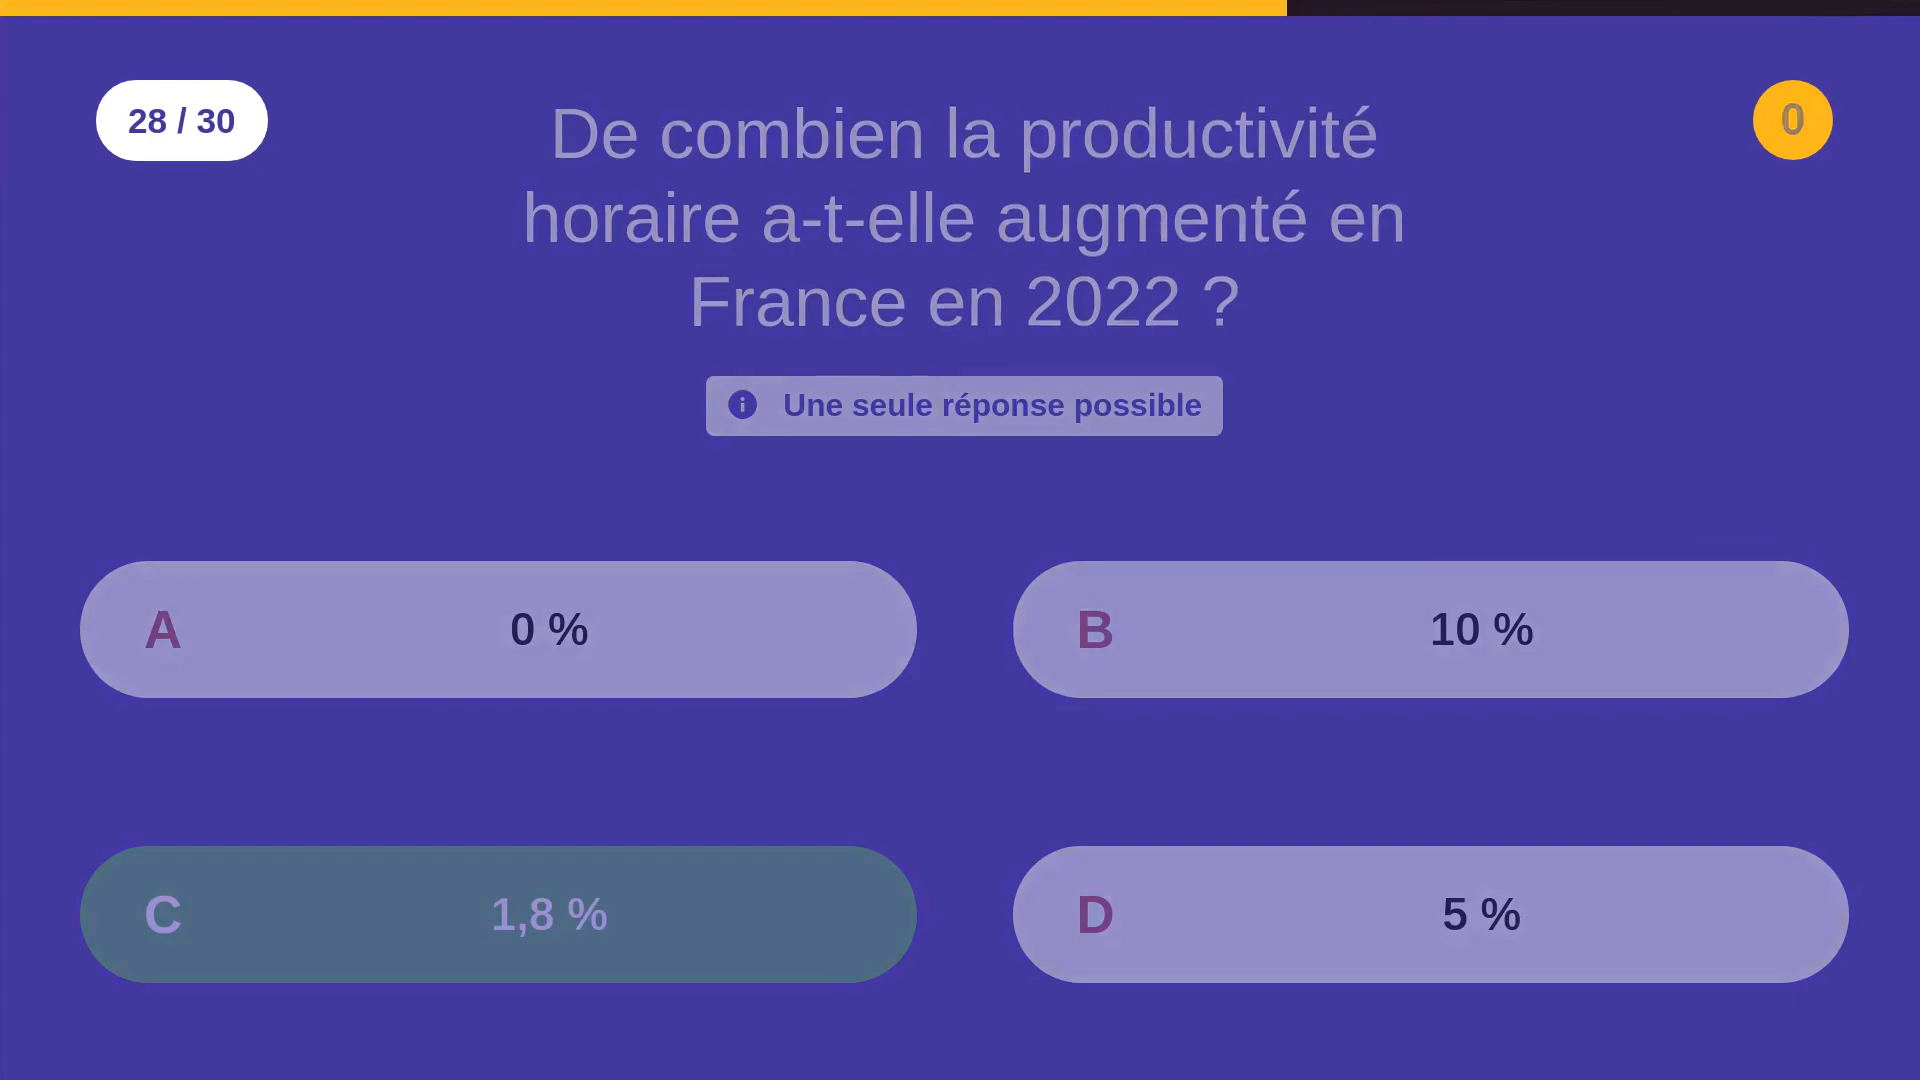 28 / 30
De combien la productivité
horaire a-t-elle augmenté en
France en 2022 ?
0
Une seule réponse possible
A 0 %
B 10 %
C 1,8 %
D 5 %